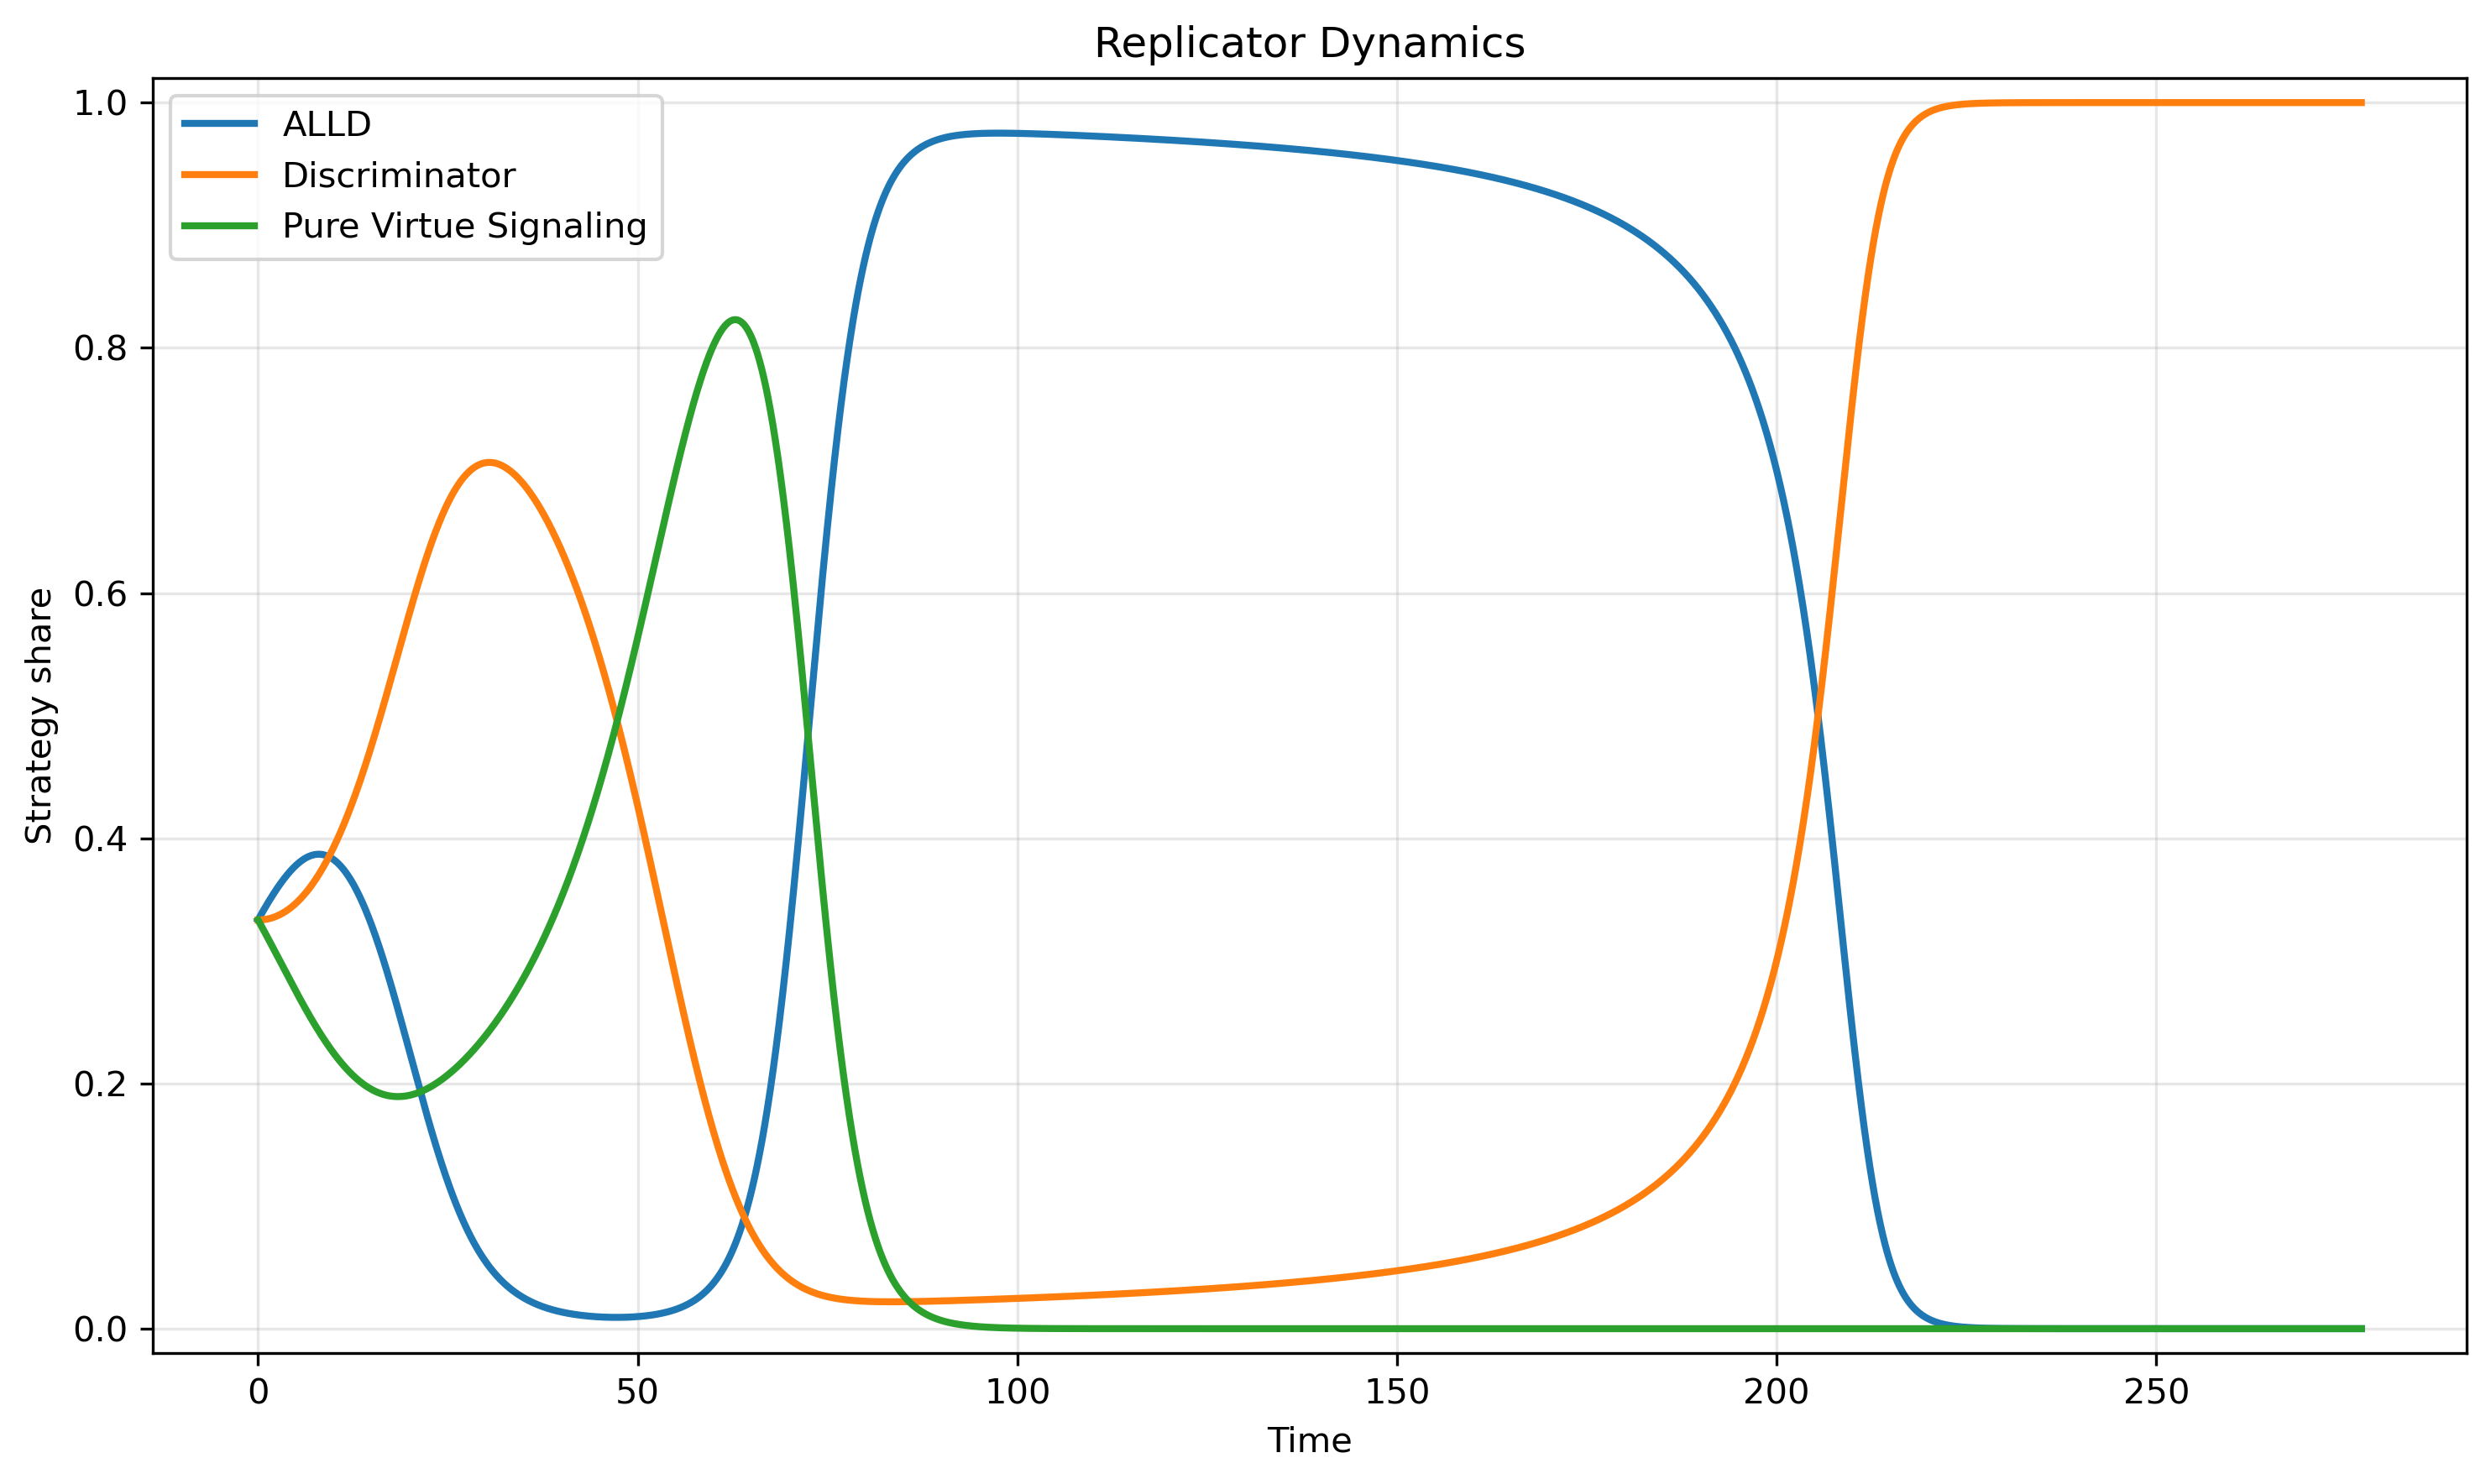 Replicator Dynamics
ALLD
Discriminator
Pure Virtue Signaling
Strategy share
1.0
0.8
0.6
0.4
0.2
0.0
0 50 100 150 200 250
Time